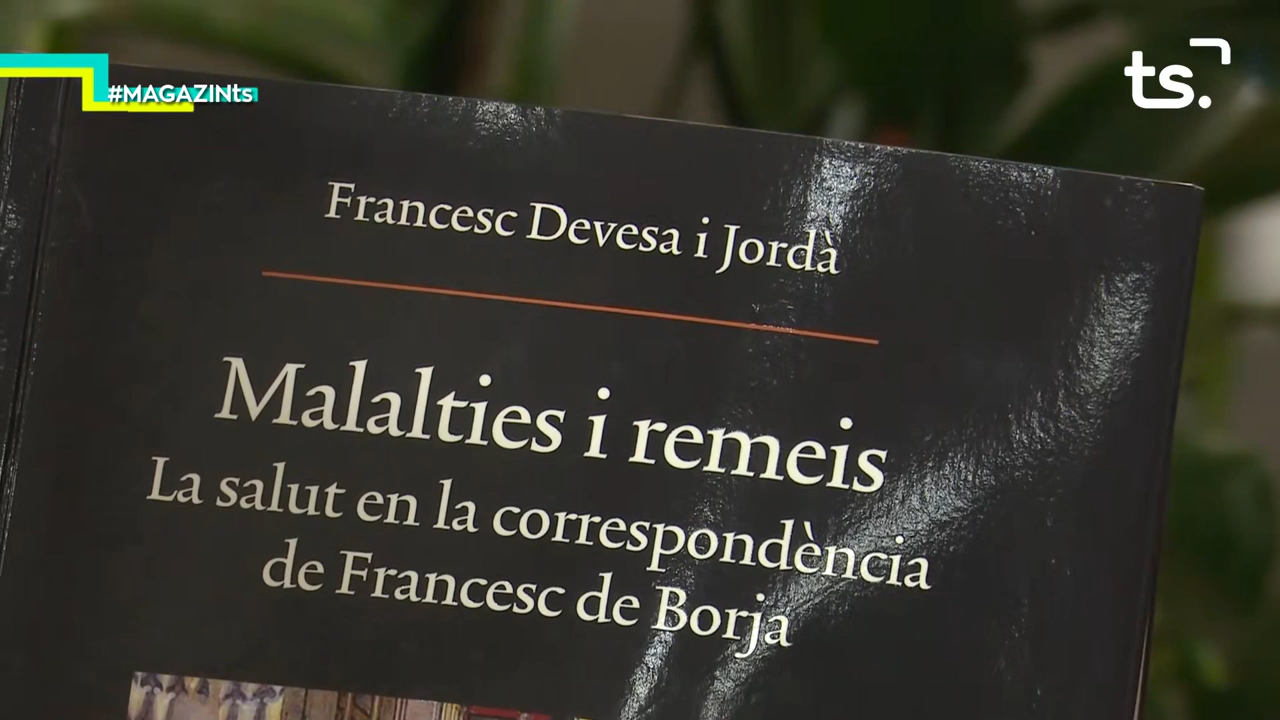 #MAGAZINts
ts.
Francesc Devesa i Jordà
Malalties i remeis
La salut en la correspondència
de Francesc de Borja